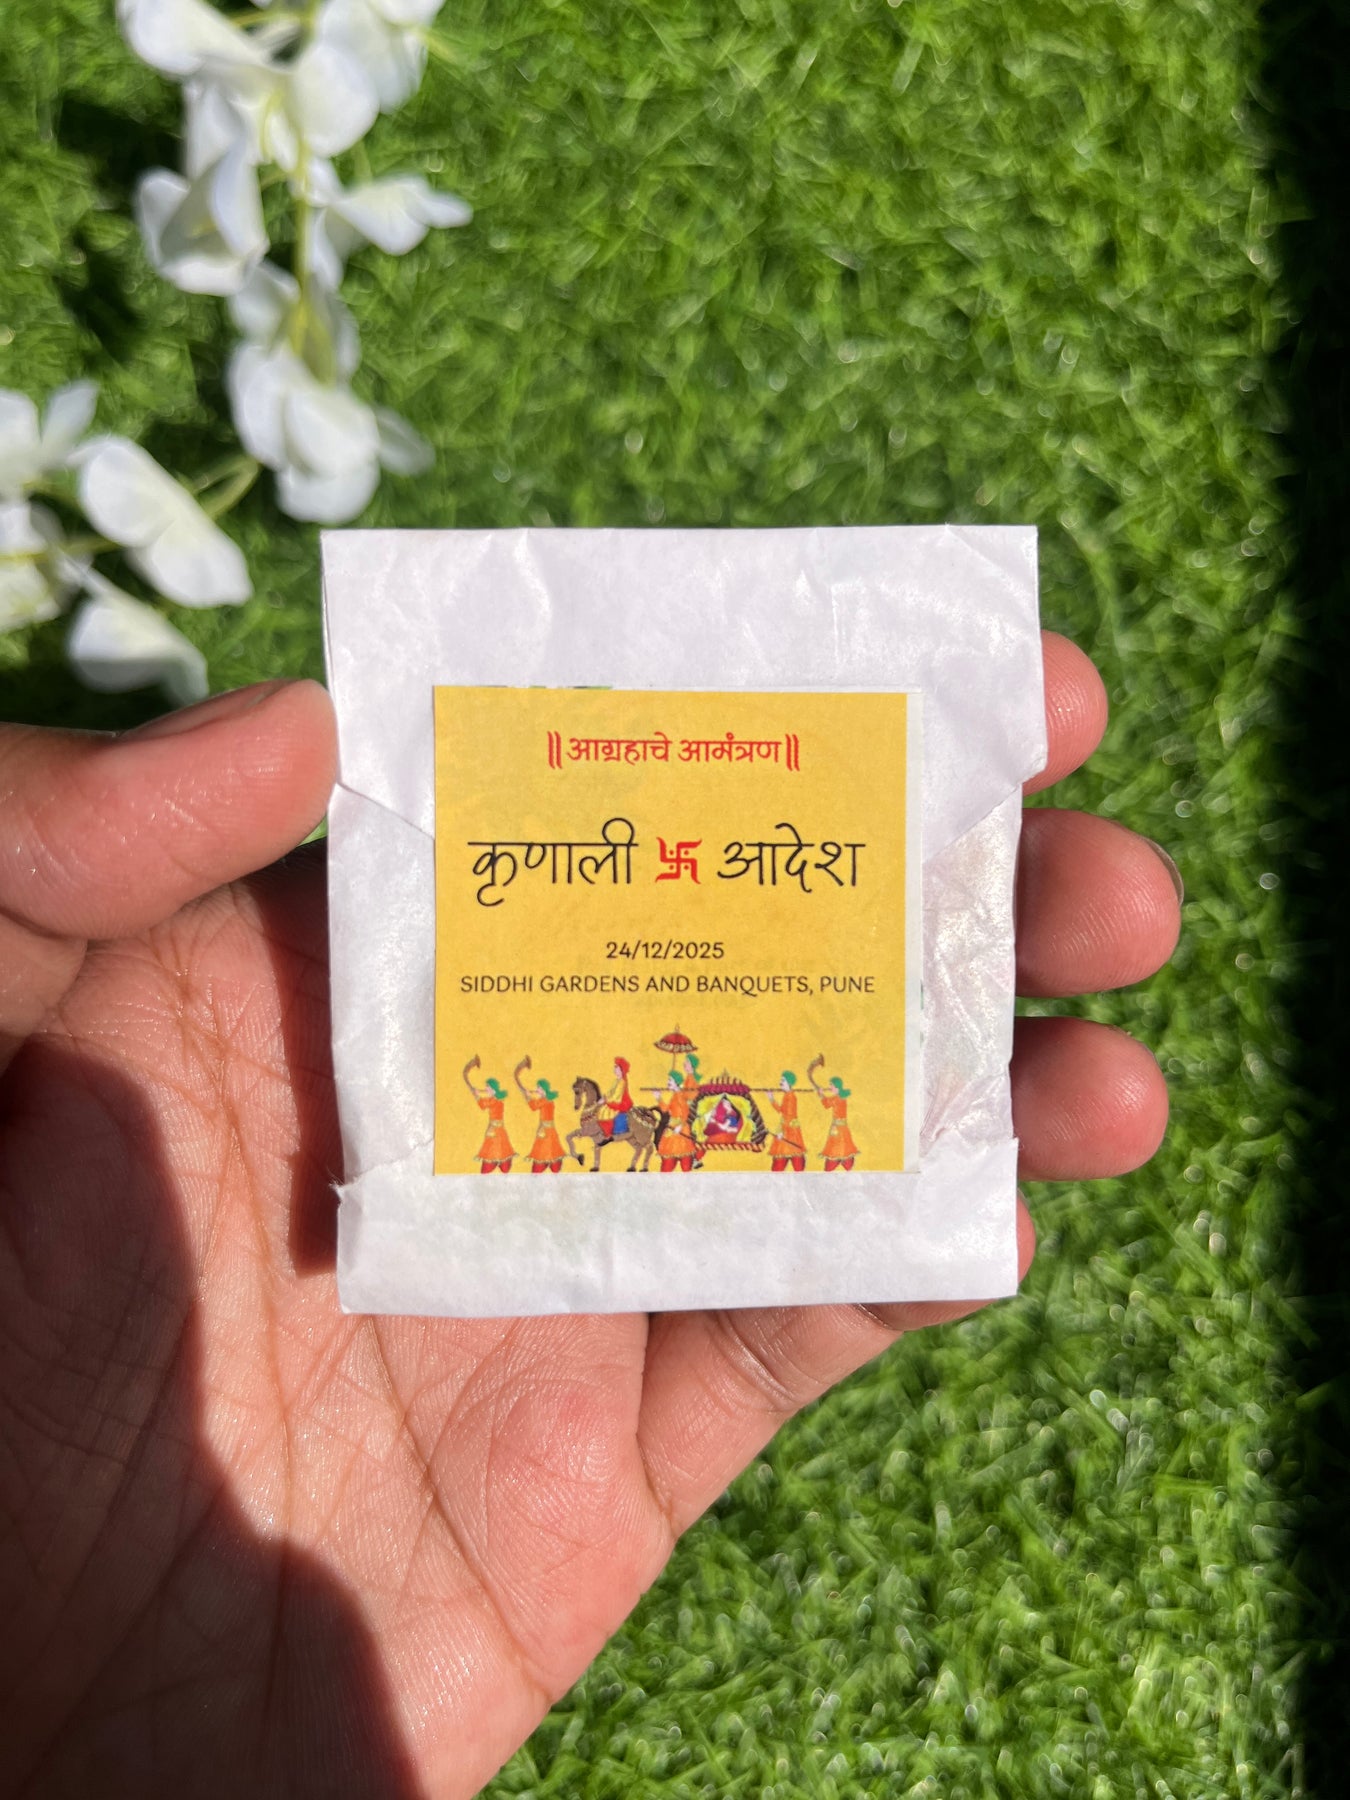 ॥आग्रहाचे आमंत्रण॥
कृणाली 卐 आदेश
24/12/2025
SIDDHI GARDENS AND BANQUETS, PUNE